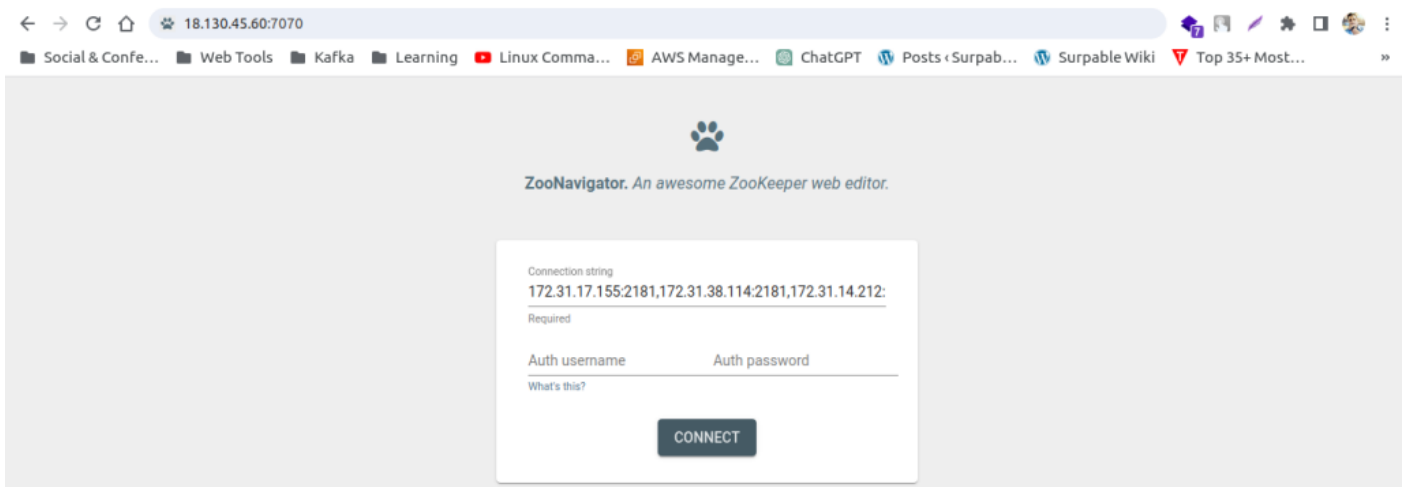 18.130.45.60:7070
7
Social & Confe... Web Tools Kafka Learning Linux Comma... AWS Manage... ChatGPT Posts ‹ Surpab... Surpable Wiki Top 35+ Most... »
ZooNavigator. An awesome ZooKeeper web editor.
Connection string
172.31.17.155:2181,172.31.38.114:2181,172.31.14.212:
Required
Auth username Auth password
What's this?
CONNECT